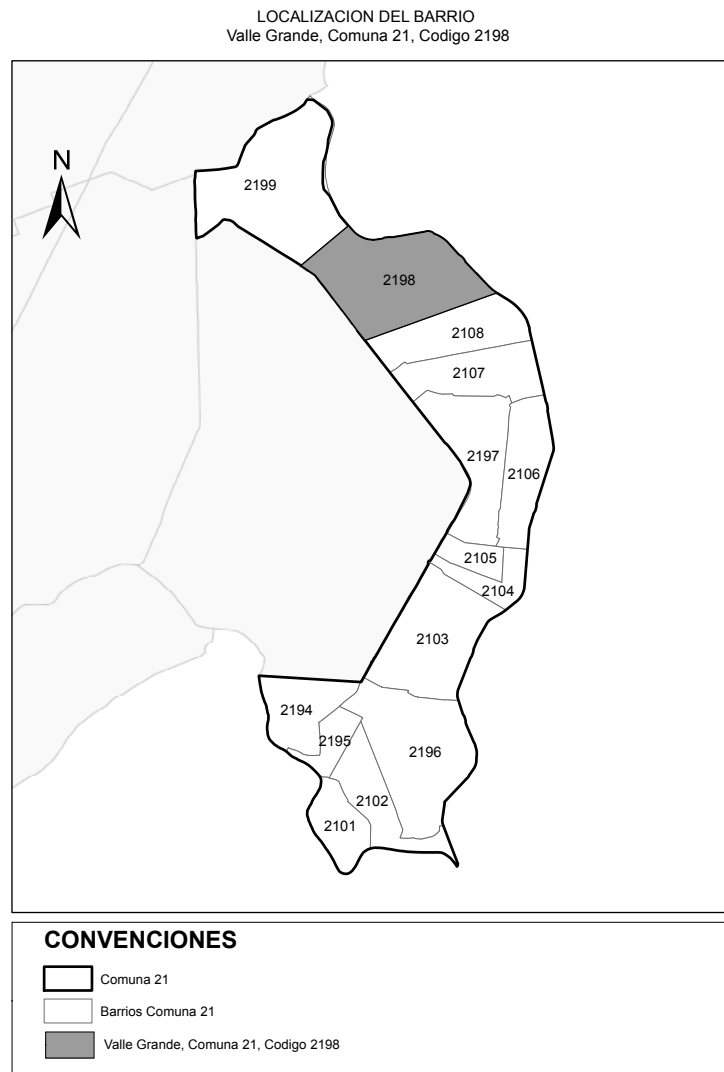 LOCALIZACION DEL BARRIO
Valle Grande, Comuna 21, Codigo 2198
N
2199
2198
2108
2107
2197
2106
2105
2104
2103
2194
2195
2196
2102
2101
CONVENCIONES
Comuna 21
Barrios Comuna 21
Valle Grande, Comuna 21, Codigo 2198